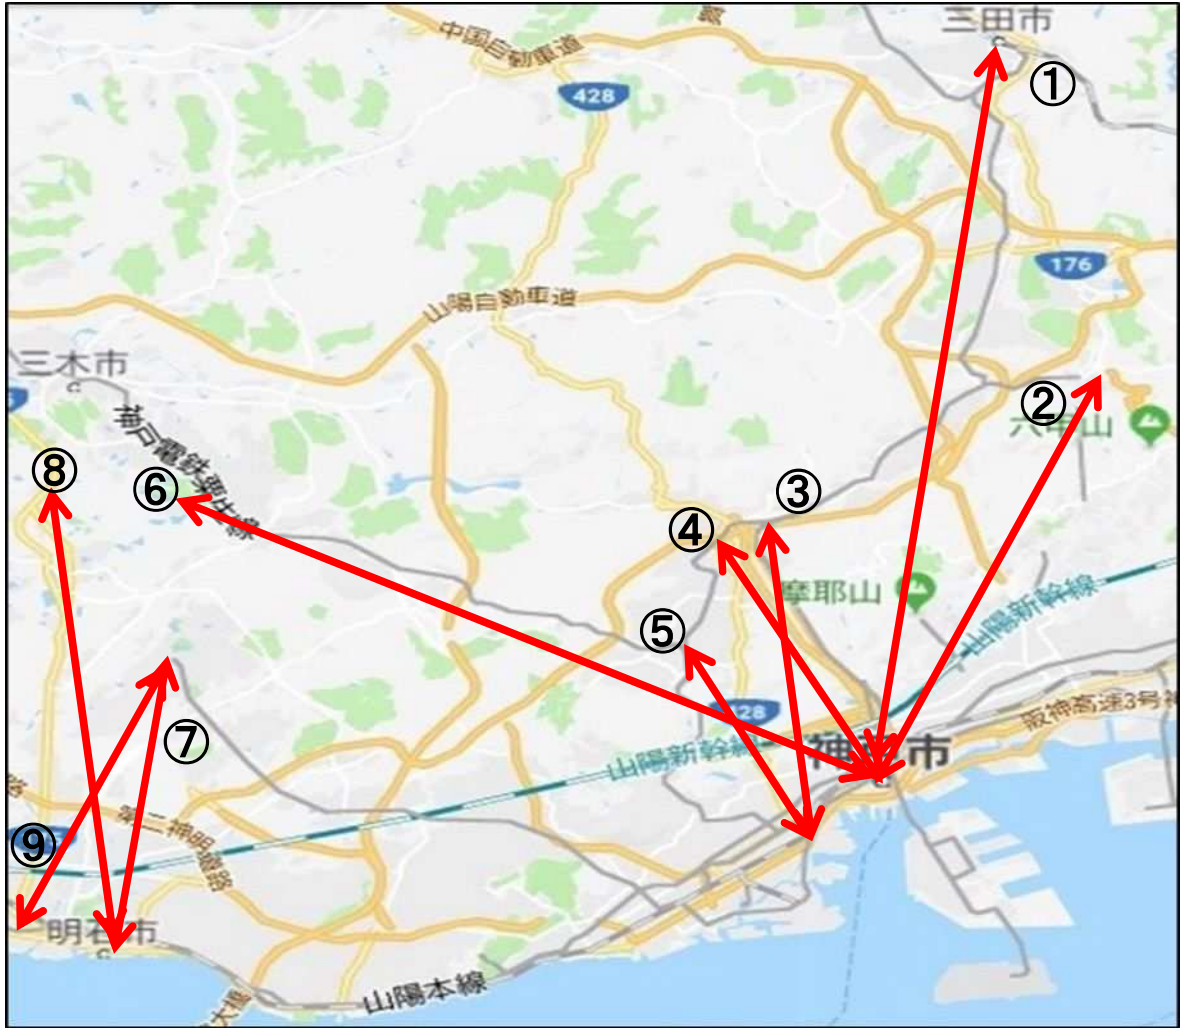 三田市
中国自動車道
①
428
176
山陽自動車道
三木市
②
六甲山
神戸電鉄粟生線
⑧
⑥
③
④
摩耶山
山陽新幹線
⑤
428
阪神高速3号神
⑦
山陽新幹線
神戸市
第二神明道路
⑨
明石市
山陽本線
大橋